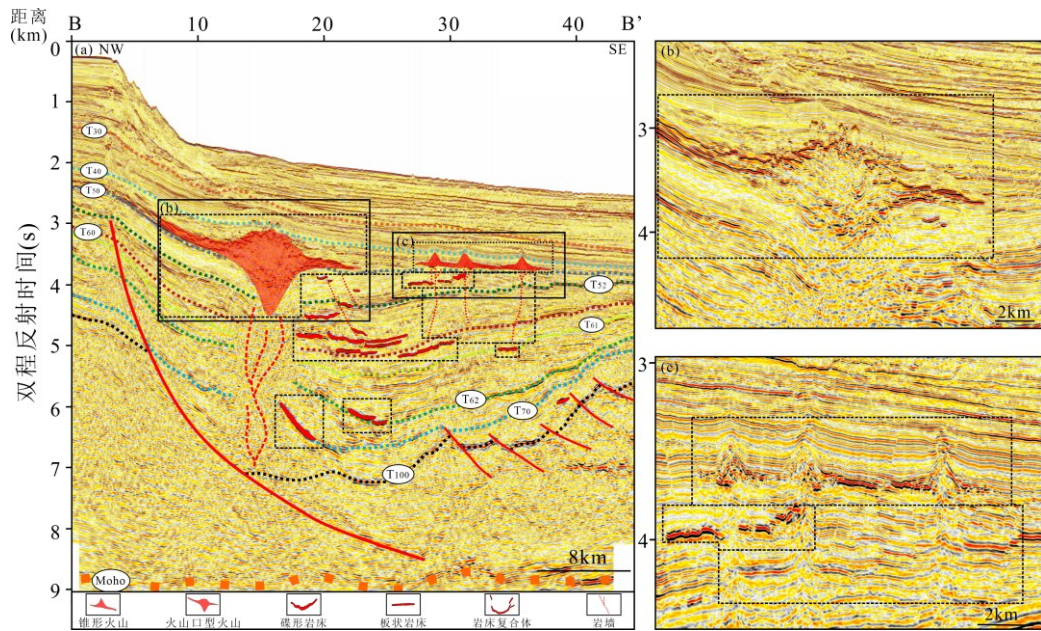 距离
(km)
B 10 20 30 40 B’
(a) NW SE
0
1
2
3
4
5
6
7
8
9
双程反射时间(s)
T30
T40
T50
T60
(b)
(c)
T52
T61
T62
T70
T100
Moho
8km
锥形火山
火山口型火山
碟形岩床
板状岩床
岩床复合体
岩墙
(b)
3
4
2km
(c)
3
4
2km